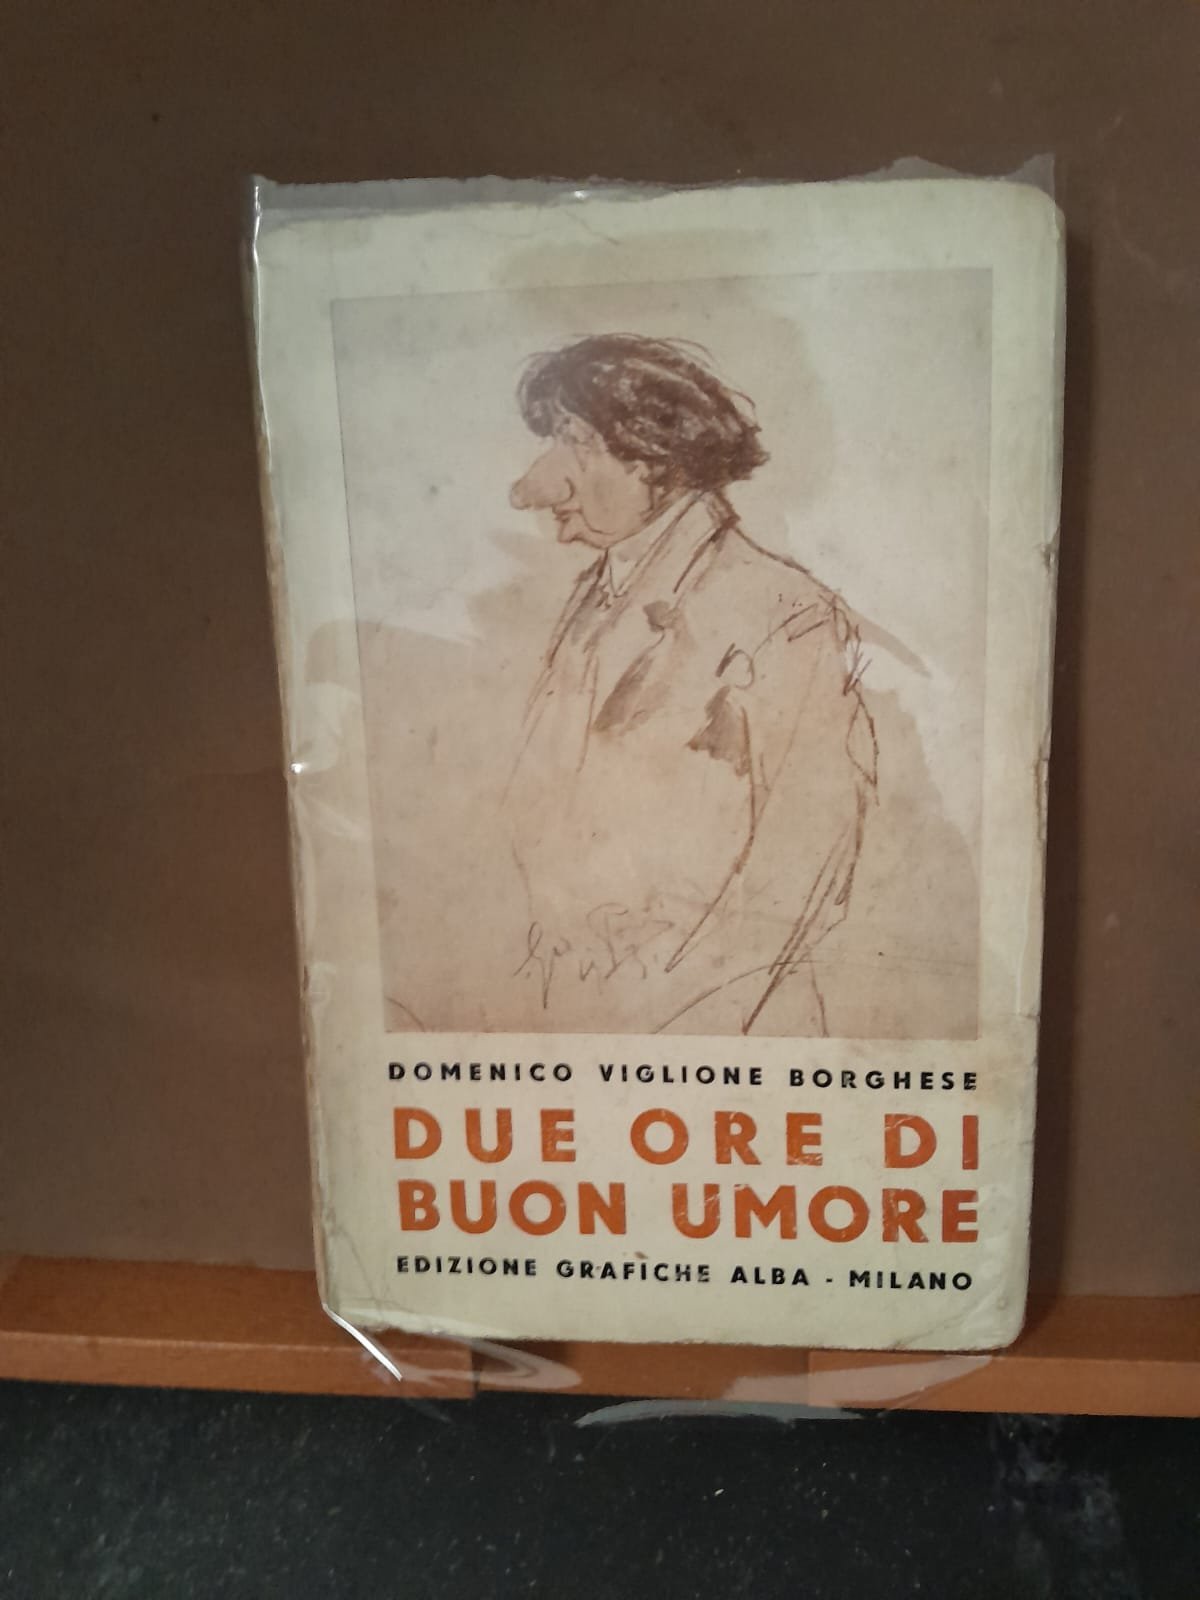 DOMENICO VIGLIONE BORGHESE
DUE ORE DI
BUON UMORE
EDIZIONE GRAFICHE ALBA - MILANO